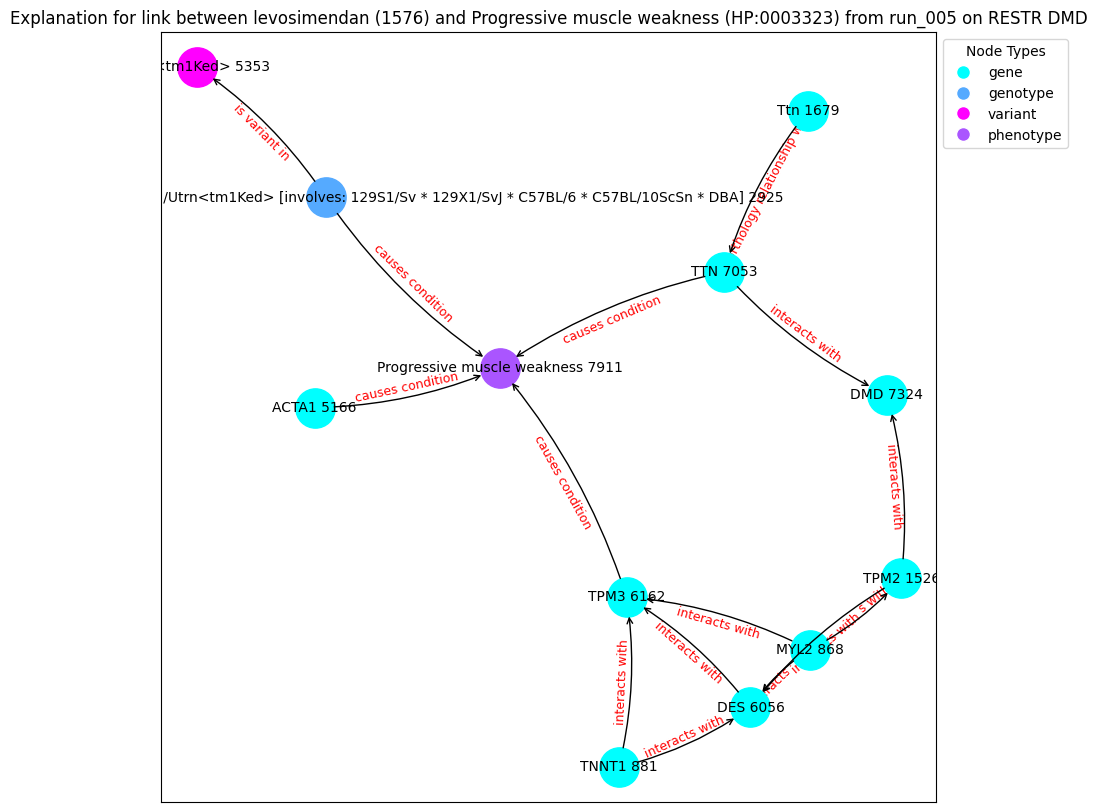 Explanation for link between levosimendan (1576) and Progressive muscle weakness (HP:0003323) from run_005 on RESTR DMD
Node Types
gene
genotype
variant
phenotype
<tm1Ked> 5353
is variant in
Ttn 1679
relationship
/Utrn<tm1Ked> [involves: 129S1/Sv * 129X1/SvJ * C57BL/6 * C57BL/10ScSn * DBA] 2925
causes condition
TTN 7053
causes condition
interacts with
Progressive muscle weakness 7911
causes condition
ACTA1 5166
DMD 7324
causes condition
interacts with
TPM2 1526
TPM3 6162
interacts with
MYL2 868
interacts with
interacts with
DES 6056
interacts with
TNNT1 881